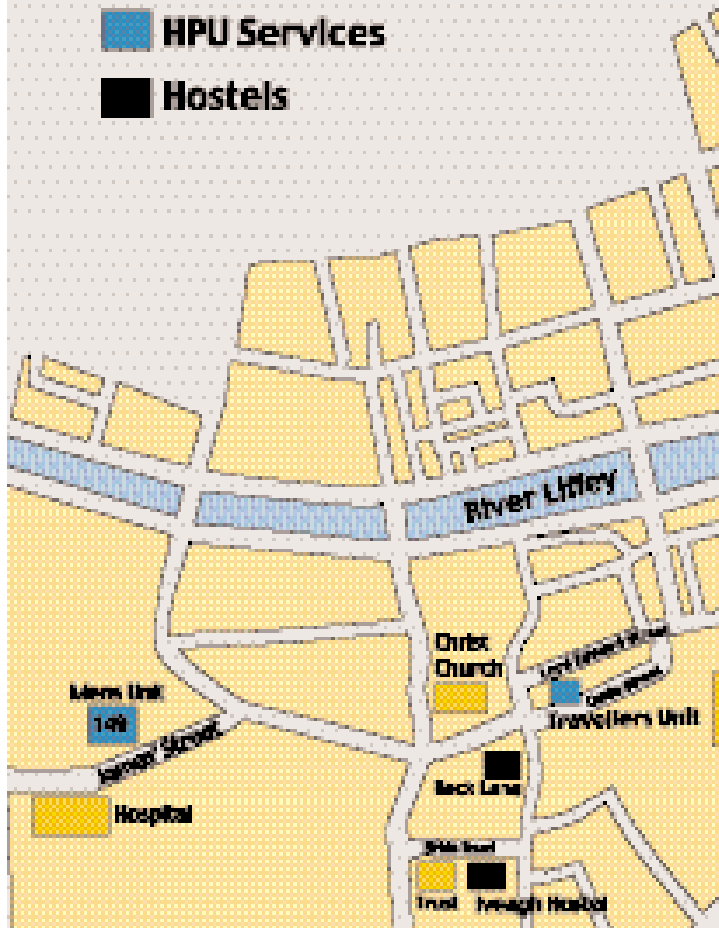 HPU Services
Hostels
River Liffey
Christ
Church
Mens Unit
149
James Street
Travellers Unit
Back Lane
Hospital
Iveagh Hostel